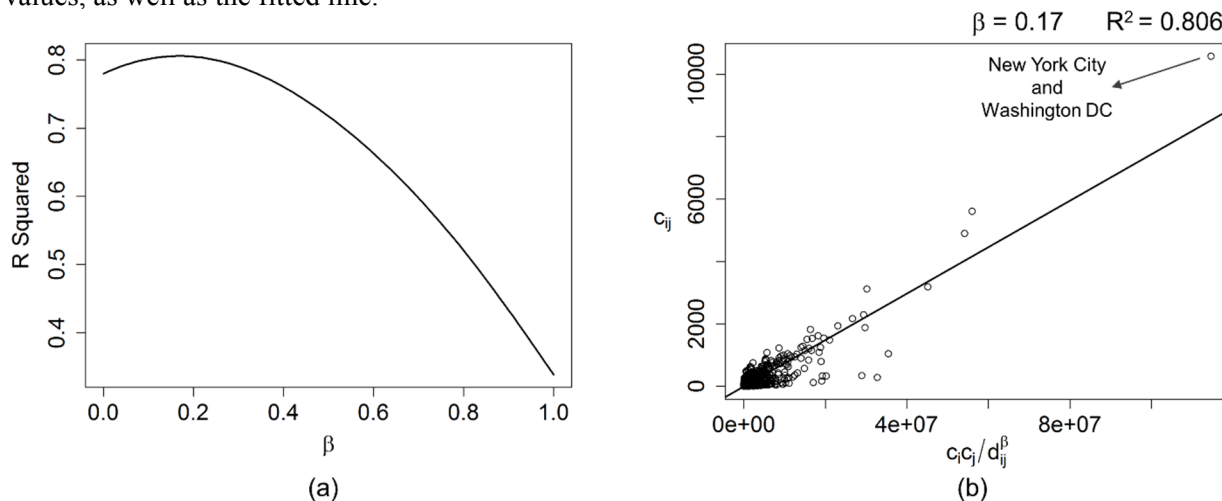 values, as well as the fitted line.
β = 0.17 R² = 0.806
0.8
0.7
0.6
0.5
0.4
R Squared
0.0 0.2 0.4 0.6 0.8 1.0
β
(a)
10000
6000
2000
0
cᵢⱼ
New York City
and
Washington DC
0e+00 4e+07 8e+07
cᵢcⱼ/dᵢⱼ^β
(b)